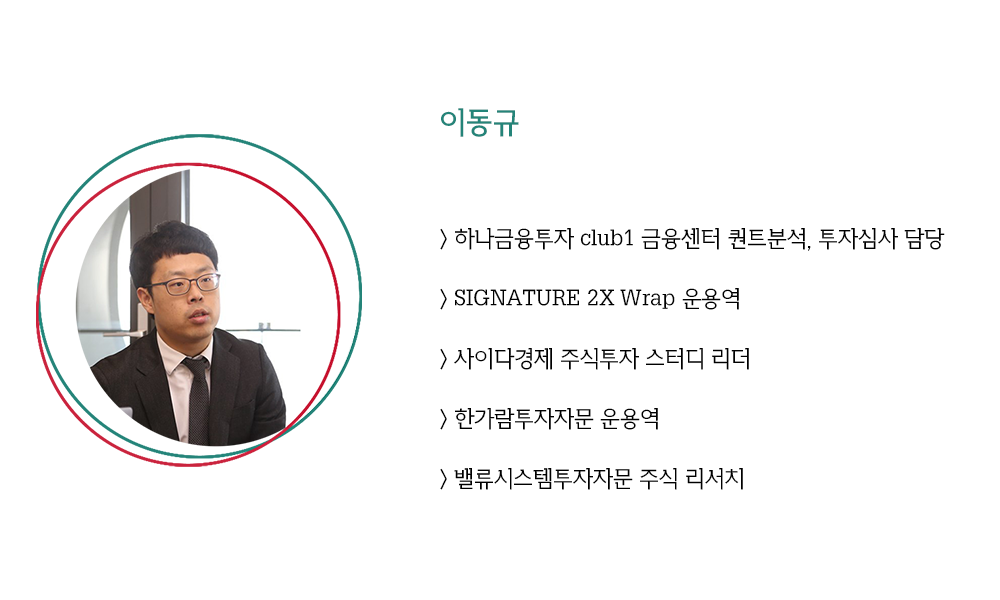 이동규
> 하나금융투자 club1 금융센터 퀀트분석, 투자심사 담당
> SIGNATURE 2X Wrap 운용역
> 사이다경제 주식투자 스터디 리더
> 한가람투자자문 운용역
> 밸류시스템투자자문 주식 리서치